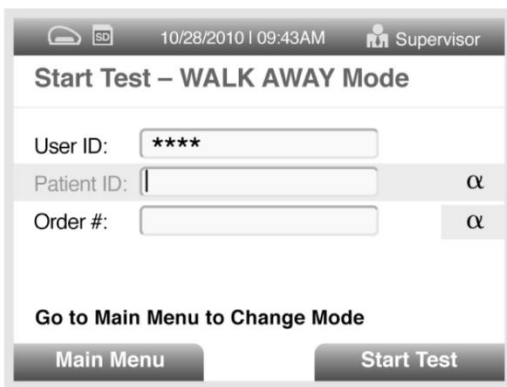 SD 10/28/2010 | 09:43AM Supervisor
Start Test – WALK AWAY Mode
User ID: ****
Patient ID: α
Order #: α
Go to Main Menu to Change Mode
Main Menu Start Test